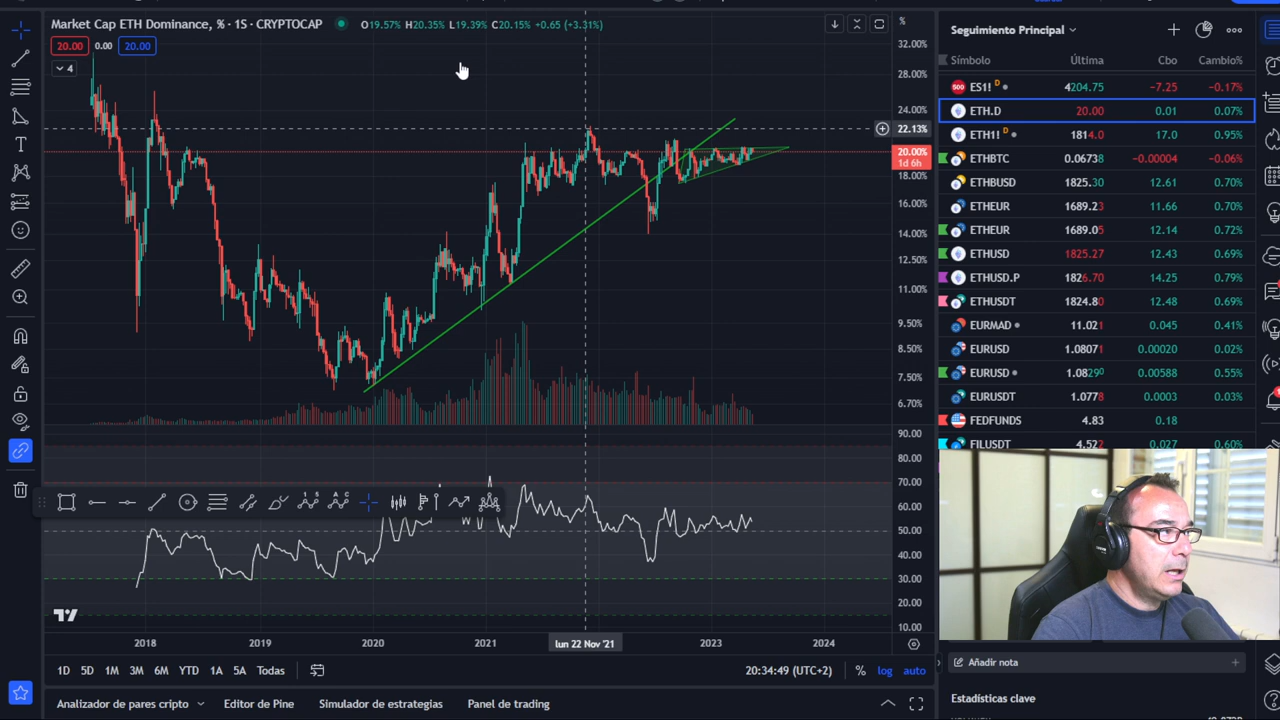 Market Cap ETH Dominance, % · 1S · CRYPTOCAP O19.57% H20.35% L19.39% C20.15% +0.65 (+3.31%)
20.00 0.00 20.00
4
%
32.00%
28.00%
24.00%
22.13%
20.00%
1d 6h
18.00%
16.00%
14.00%
12.50%
11.00%
9.50%
8.50%
7.50%
6.70%
90.00
80.00
70.00
60.00
50.00
40.00
30.00
20.00
10.00
2018 2019 2020 2021 lun 22 Nov '21 2023 2024
1D 5D 1M 3M 6M YTD 1A 5A Todas 20:34:49 (UTC+2) % log auto
Analizador de pares cripto Editor de Pine Simulador de estrategias Panel de trading
Seguimiento Principal
Símbolo Última Cbo Cambio%
ES1! D 4204.75 −7.25 −0.17%
ETH.D 20.00 0.01 0.07%
ETH1! D 1814.0 17.0 0.95%
ETHBTC 0.06738 −0.00004 −0.06%
ETHBUSD 1825.30 12.61 0.70%
ETHEUR 1689.23 11.66 0.70%
ETHEUR 1689.05 12.14 0.72%
ETHUSD 1825.27 12.43 0.69%
ETHUSD.P 1826.70 14.25 0.79%
ETHUSDT 1824.80 12.48 0.69%
EURMAD 11.021 0.045 0.41%
EURUSD 1.08071 0.00020 0.02%
EURUSD 1.08290 0.00588 0.55%
EURUSDT 1.0778 0.0003 0.03%
FEDFUNDS 4.83 0.18
FILUSDT 4.522 0.027 0.60%
Añadir nota
Estadísticas clave